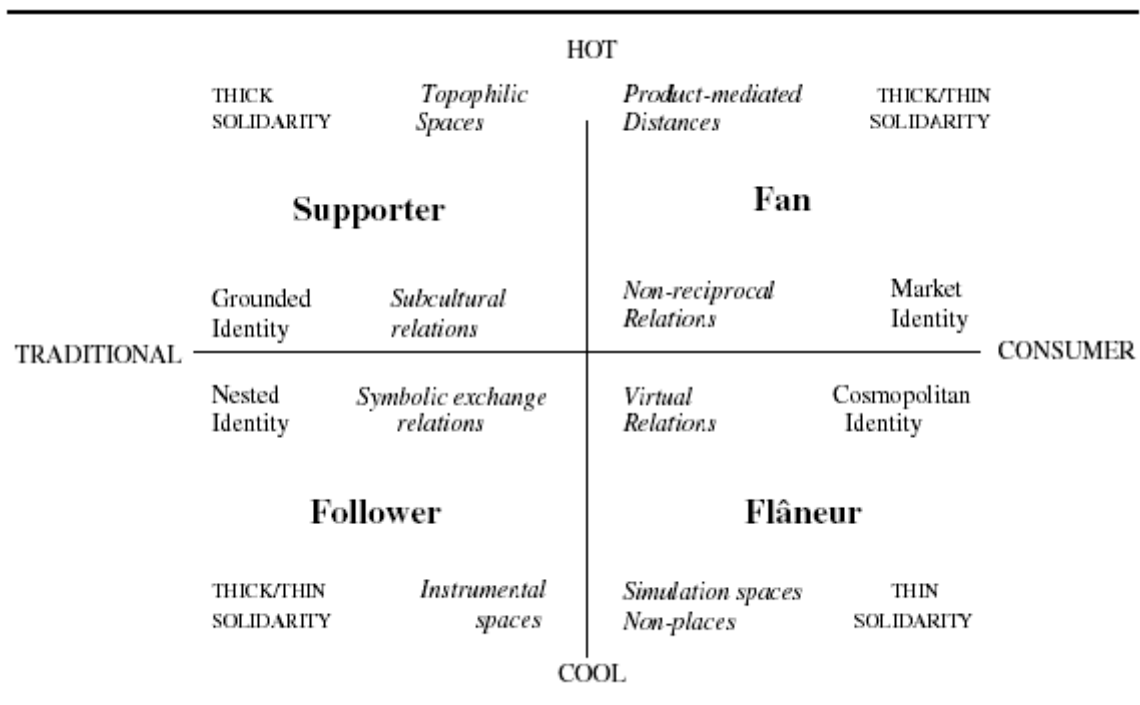 HOT
THICK
SOLIDARITY
Topophilic
Spaces
Product-mediated
Distances
THICK/THIN
SOLIDARITY
Supporter
Fan
Grounded
Identity
Subcultural
relations
Non-reciprocal
Relations
Market
Identity
TRADITIONAL
CONSUMER
Nested
Identity
Symbolic exchange
relations
Virtual
Relations
Cosmopolitan
Identity
Follower
Flâneur
THICK/THIN
SOLIDARITY
Instrumental
spaces
Simulation spaces
Non-places
THIN
SOLIDARITY
COOL